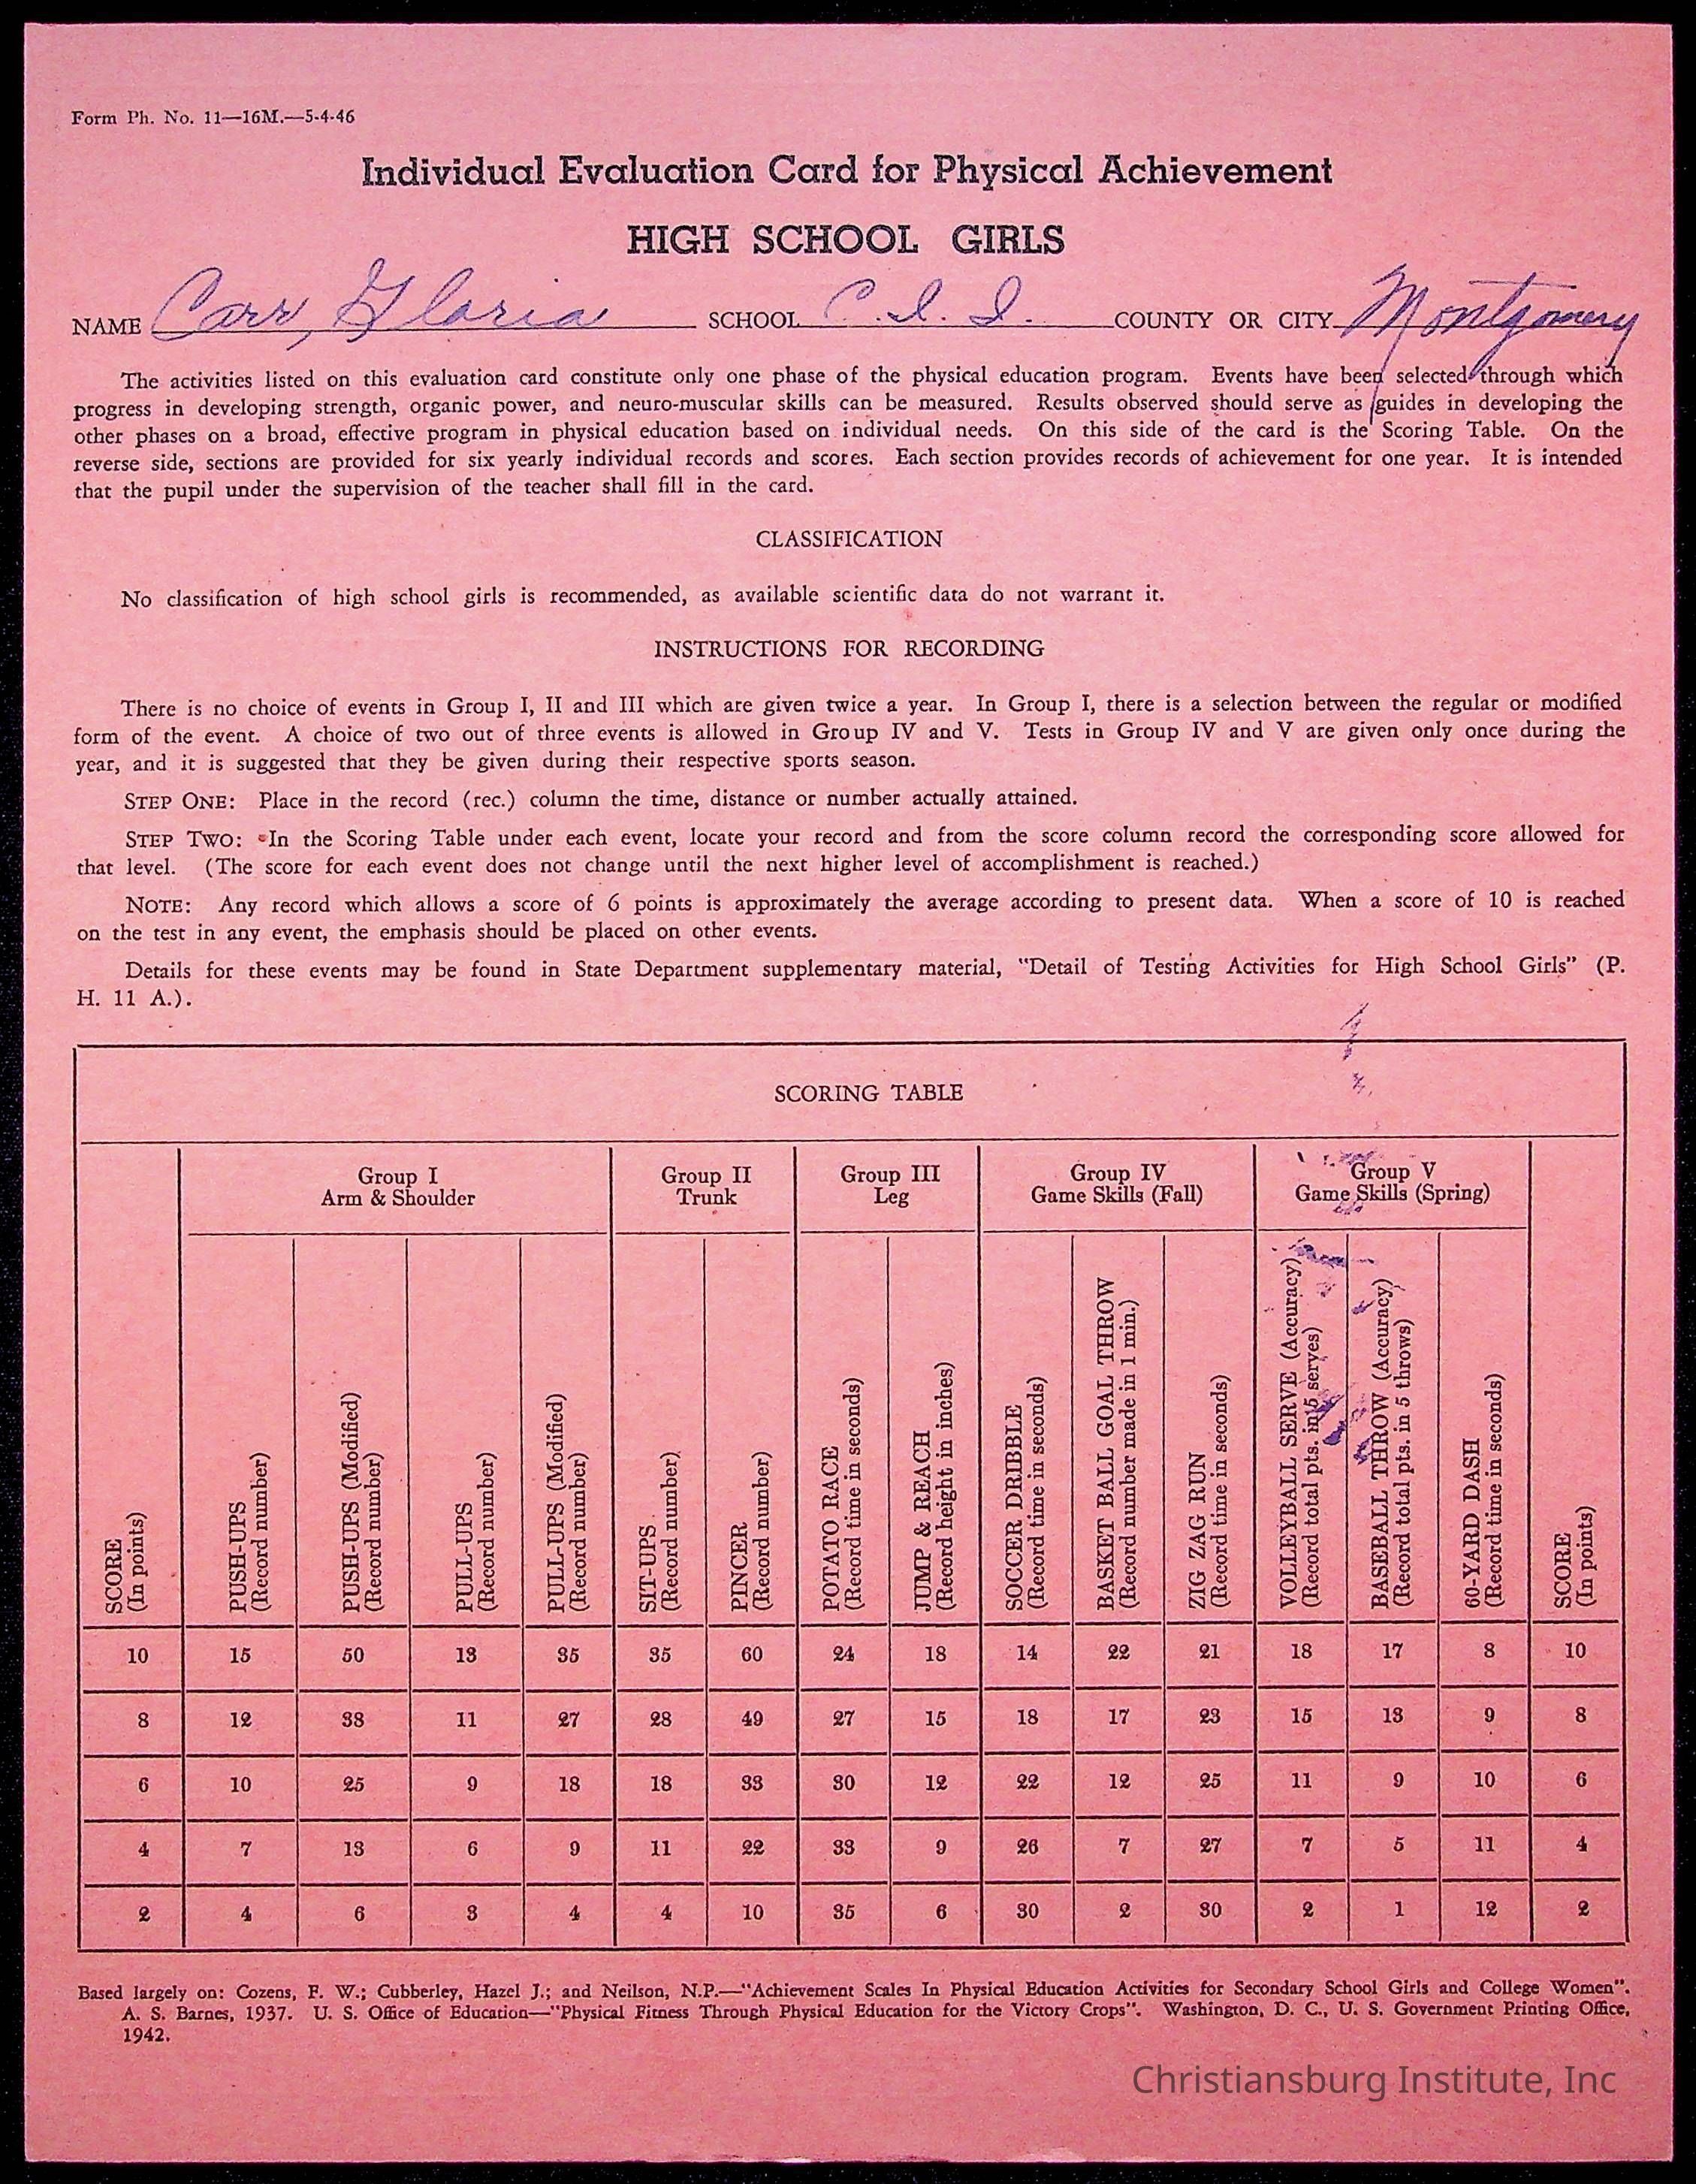 Form Ph. No. 11—16M.—5-4-46
Individual Evaluation Card for Physical Achievement
HIGH SCHOOL GIRLS
NAME Carr, Gloria SCHOOL C. I. I. COUNTY OR CITY Montgomery
The activities listed on this evaluation card constitute only one phase of the physical education program. Events have been selected through which
progress in developing strength, organic power, and neuro-muscular skills can be measured. Results observed should serve as guides in developing the
other phases on a broad, effective program in physical education based on individual needs. On this side of the card is the Scoring Table. On the
reverse side, sections are provided for six yearly individual records and scores. Each section provides records of achievement for one year. It is intended
that the pupil under the supervision of the teacher shall fill in the card.
CLASSIFICATION
No classification of high school girls is recommended, as available scientific data do not warrant it.
INSTRUCTIONS FOR RECORDING
There is no choice of events in Group I, II and III which are given twice a year. In Group I, there is a selection between the regular or modified
form of the event. A choice of two out of three events is allowed in Group IV and V. Tests in Group IV and V are given only once during the
year, and it is suggested that they be given during their respective sports season.
STEP ONE: Place in the record (rec.) column the time, distance or number actually attained.
STEP TWO: In the Scoring Table under each event, locate your record and from the score column record the corresponding score allowed for
that level. (The score for each event does not change until the next higher level of accomplishment is reached.)
NOTE: Any record which allows a score of 6 points is approximately the average according to present data. When a score of 10 is reached
on the test in any event, the emphasis should be placed on other events.
Details for these events may be found in State Department supplementary material, "Detail of Testing Activities for High School Girls" (P.
H. 11 A.).
SCORING TABLE
Group I Group II Group III Group IV Group V
Arm & Shoulder Trunk Leg Game Skills (Fall) Game Skills (Spring)
SCORE
(In points)
PUSH-UPS
(Record number)
PUSH-UPS (Modified)
(Record number)
PULL-UPS
(Record number)
PULL-UPS (Modified)
(Record number)
SIT-UPS
(Record number)
PINCER
(Record number)
POTATO RACE
(Record time in seconds)
JUMP & REACH
(Record height in inches)
SOCCER DRIBBLE
(Record time in seconds)
BASKET BALL GOAL THROW
(Record number made in 1 min.)
ZIG ZAG RUN
(Record time in seconds)
VOLLEYBALL SERVE (Accuracy)
(Record total pts. in 5 serves)
BASEBALL THROW (Accuracy)
(Record total pts. in 5 throws)
60-YARD DASH
(Record time in seconds)
SCORE
(In points)
10 15 50 13 35 35 60 24 18 14 22 21 18 17 8 10
8 12 38 11 27 28 49 27 15 18 17 23 15 13 9 8
6 10 25 9 18 18 33 30 12 22 12 25 11 9 10 6
4 7 13 6 9 11 22 33 9 26 7 27 7 5 11 4
2 4 6 3 4 4 10 35 6 30 2 30 2 1 12 2
Based largely on: Cozens, F. W.; Cubberley, Hazel J.; and Neilson, N.P.—"Achievement Scales In Physical Education Activities for Secondary School Girls and College Women".
A. S. Barnes, 1937. U. S. Office of Education—"Physical Fitness Through Physical Education for the Victory Crops". Washington, D. C., U. S. Government Printing Office,
1942.
Christiansburg Institute, Inc